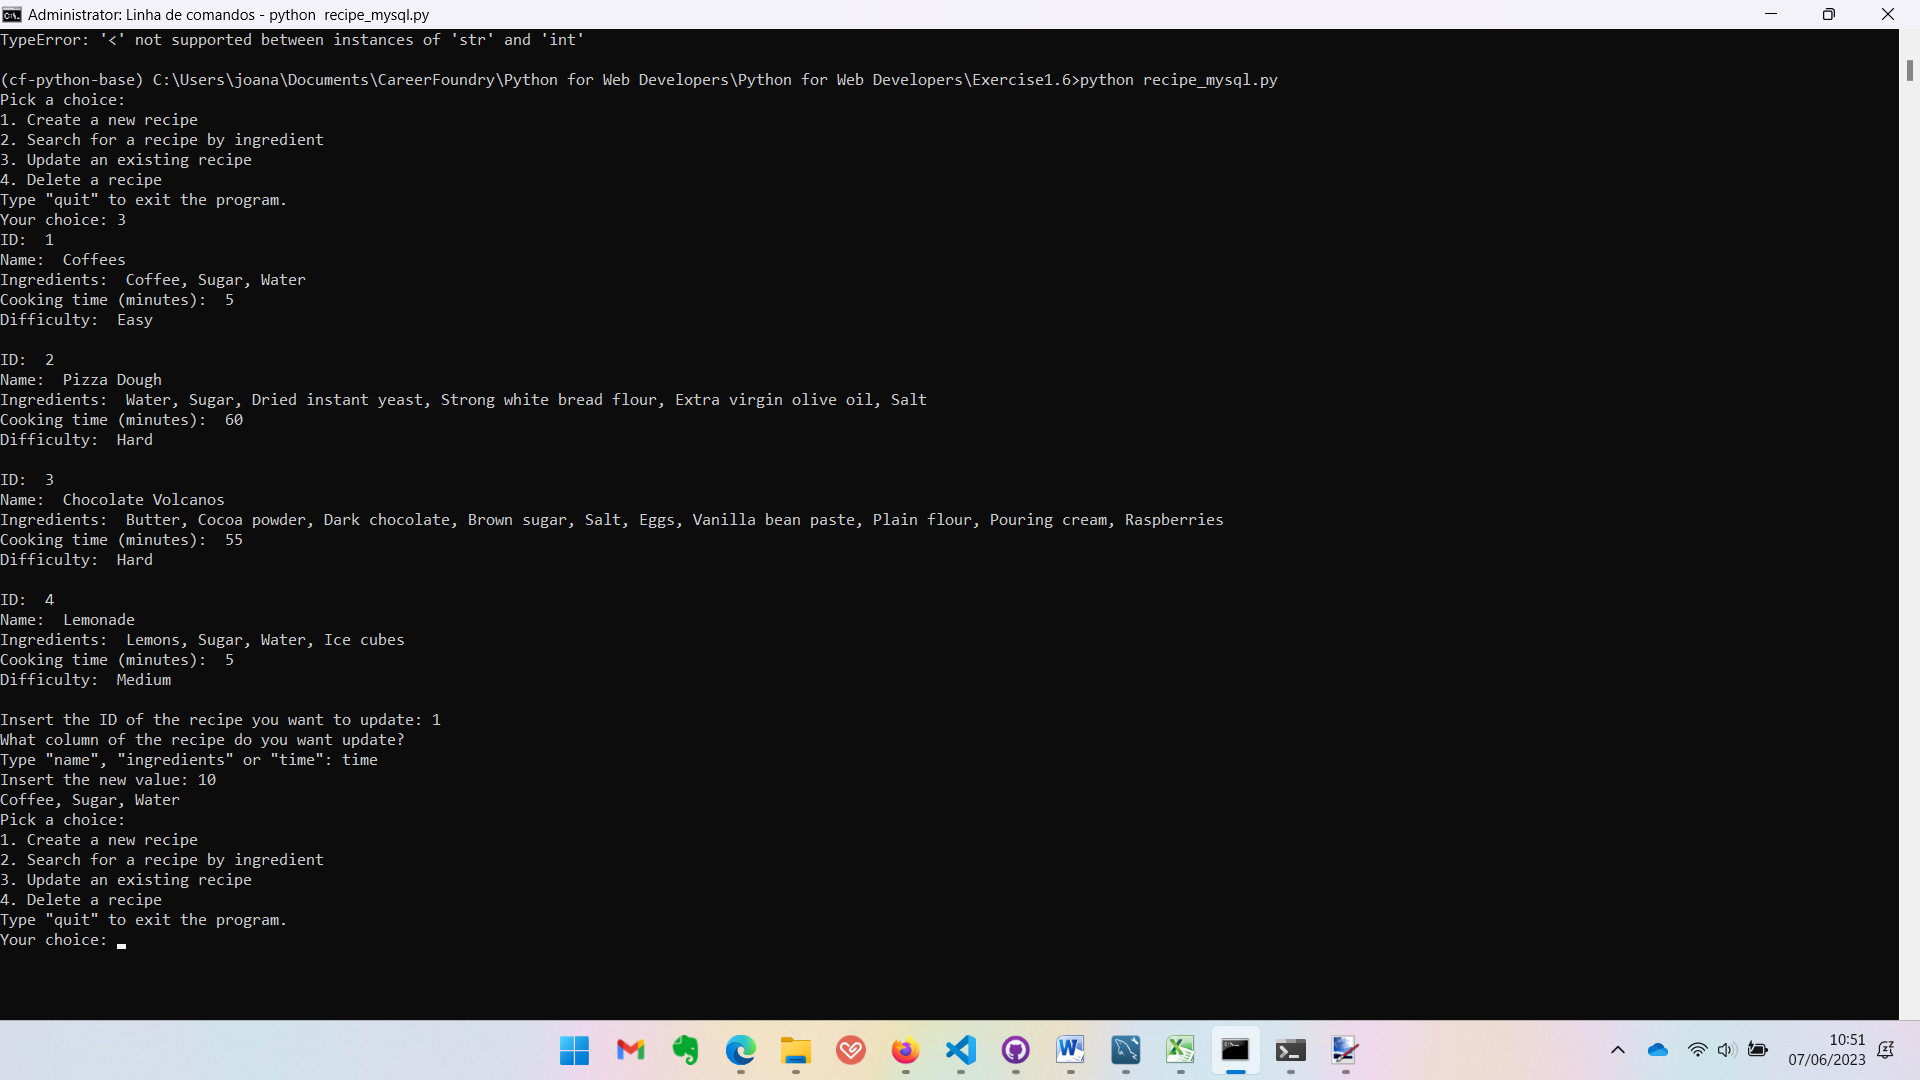 Administrator: Linha de comandos - python  recipe_mysql.py
TypeError: '<' not supported between instances of 'str' and 'int'
(cf-python-base) C:\Users\joana\Documents\CareerFoundry\Python for Web Developers\Python for Web Developers\Exercise1.6>python recipe_mysql.py
Pick a choice:
1. Create a new recipe
2. Search for a recipe by ingredient
3. Update an existing recipe
4. Delete a recipe
Type "quit" to exit the program.
Your choice: 3
ID:  1
Name:  Coffees
Ingredients:  Coffee, Sugar, Water
Cooking time (minutes):  5
Difficulty:  Easy
ID:  2
Name:  Pizza Dough
Ingredients:  Water, Sugar, Dried instant yeast, Strong white bread flour, Extra virgin olive oil, Salt
Cooking time (minutes):  60
Difficulty:  Hard
ID:  3
Name:  Chocolate Volcanos
Ingredients:  Butter, Cocoa powder, Dark chocolate, Brown sugar, Salt, Eggs, Vanilla bean paste, Plain flour, Pouring cream, Raspberries
Cooking time (minutes):  55
Difficulty:  Hard
ID:  4
Name:  Lemonade
Ingredients:  Lemons, Sugar, Water, Ice cubes
Cooking time (minutes):  5
Difficulty:  Medium
Insert the ID of the recipe you want to update: 1
What column of the recipe do you want update?
Type "name", "ingredients" or "time": time
Insert the new value: 10
Coffee, Sugar, Water
Pick a choice:
1. Create a new recipe
2. Search for a recipe by ingredient
3. Update an existing recipe
4. Delete a recipe
Type "quit" to exit the program.
Your choice:
10:51
07/06/2023